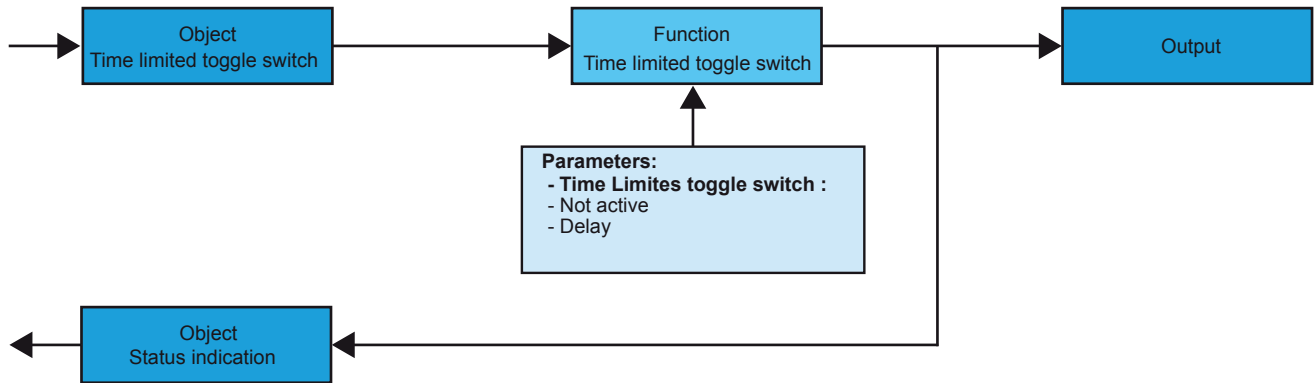 Object
Time limited toggle switch
Function
Time limited toggle switch
Output
Parameters:
- Time Limites toggle switch :
- Not active
- Delay
Object
Status indication